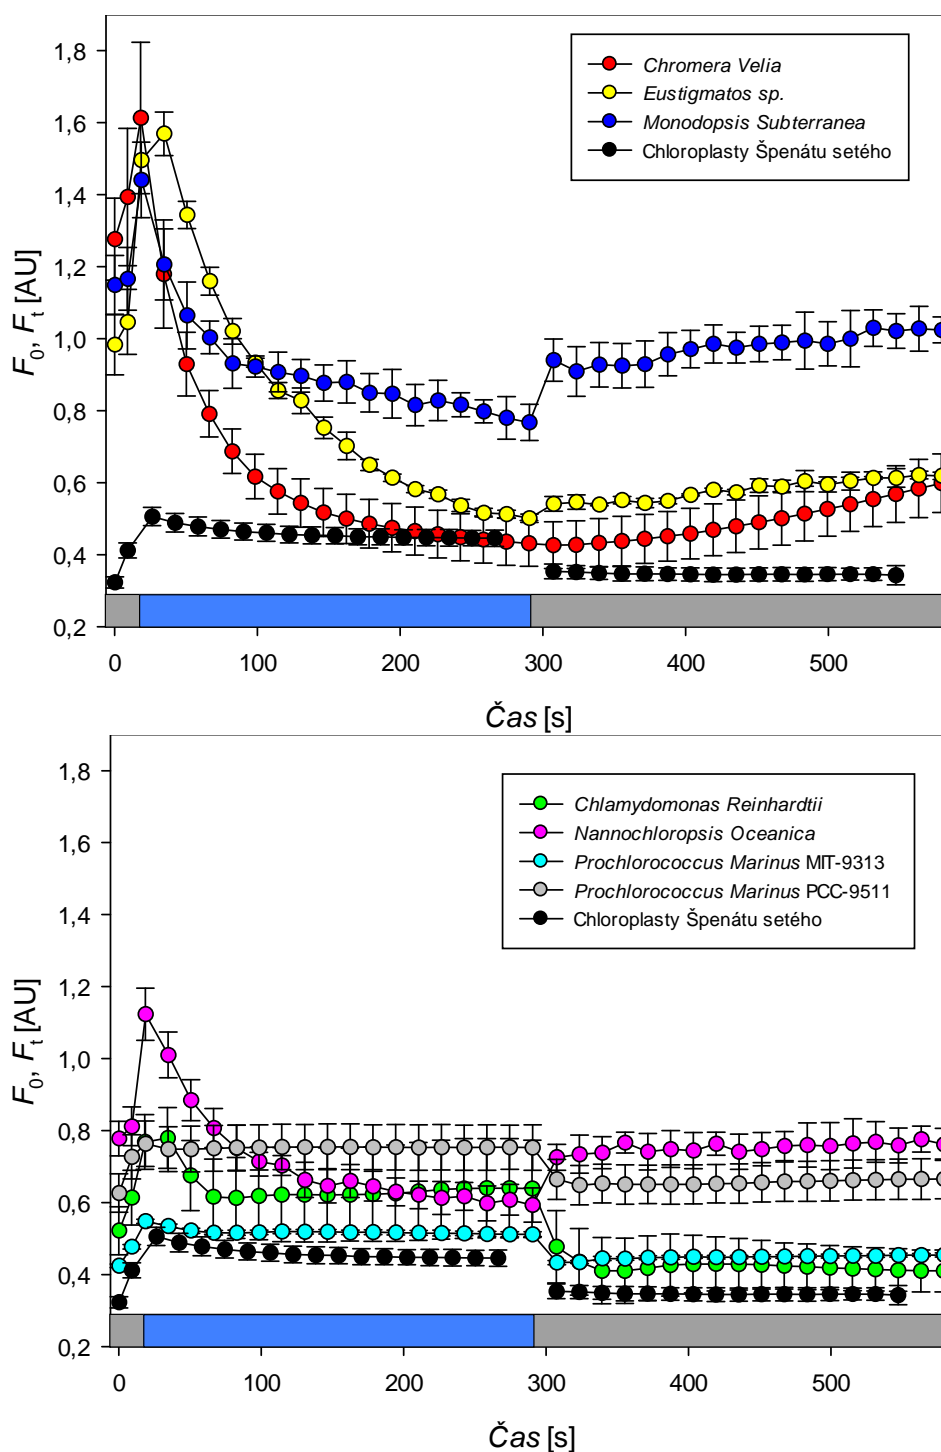 1,8
1,6
1,4
1,2
1,0
0,8
0,6
0,4
0,2
F0, Ft [AU]
Chromera Velia
Eustigmatos sp.
Monodopsis Subterranea
Chloroplasty Špenátu setého
0 100 200 300 400 500
Čas [s]
1,8
1,6
1,4
1,2
1,0
0,8
0,6
0,4
0,2
F0, Ft [AU]
Chlamydomonas Reinhardtii
Nannochloropsis Oceanica
Prochlorococcus Marinus MIT-9313
Prochlorococcus Marinus PCC-9511
Chloroplasty Špenátu setého
0 100 200 300 400 500
Čas [s]